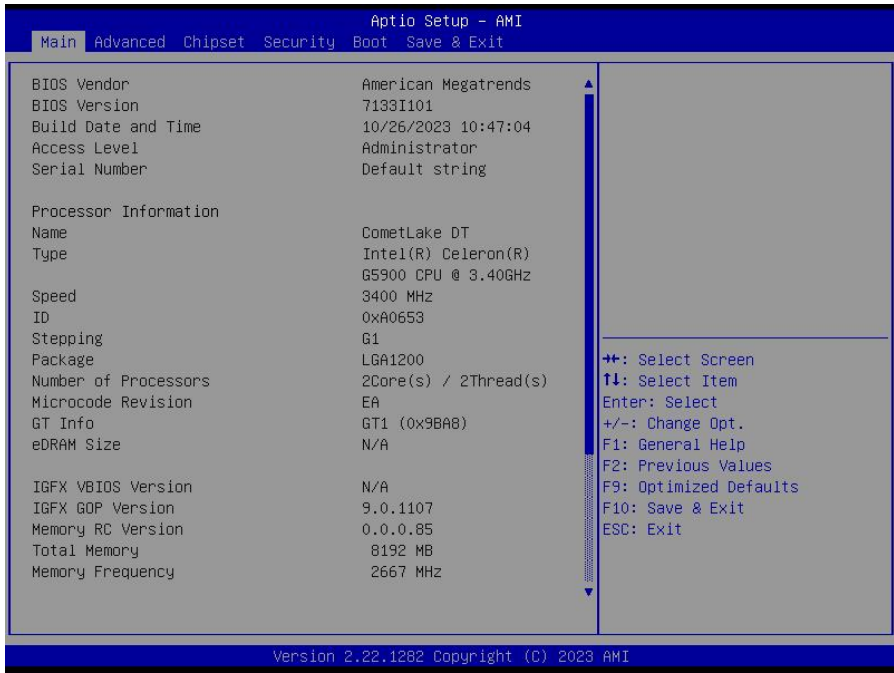 Aptio Setup – AMI
Main Advanced Chipset Security Boot Save & Exit
BIOS Vendor American Megatrends
BIOS Version 7133I101
Build Date and Time 10/26/2023 10:47:04
Access Level Administrator
Serial Number Default string
Processor Information
Name CometLake DT
Type Intel(R) Celeron(R)
G5900 CPU @ 3.40GHz
Speed 3400 MHz
ID 0xA0653
Stepping G1
Package LGA1200
Number of Processors 2Core(s) / 2Thread(s)
Microcode Revision EA
GT Info GT1 (0x9BA8)
eDRAM Size N/A
IGFX VBIOS Version N/A
IGFX GOP Version 9.0.1107
Memory RC Version 0.0.0.85
Total Memory 8192 MB
Memory Frequency 2667 MHz
→←: Select Screen
↑↓: Select Item
Enter: Select
+/-: Change Opt.
F1: General Help
F2: Previous Values
F9: Optimized Defaults
F10: Save & Exit
ESC: Exit
Version 2.22.1282 Copyright (C) 2023 AMI